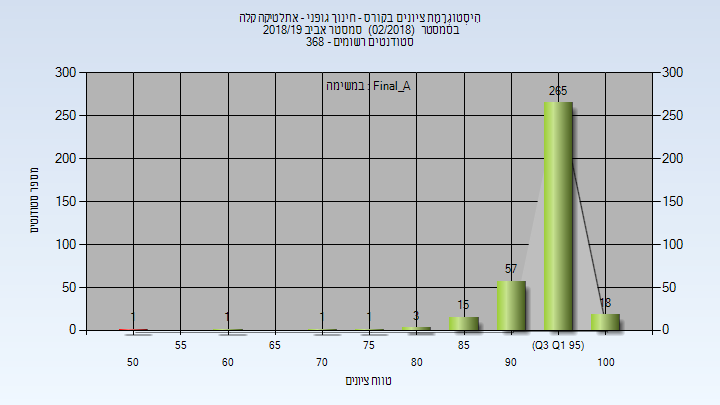 היסטוגרמת ציונים בקורס - חינוך גופני - אתלטיקה קלה
בסמסטר (02/2018) סמסטר אביב 2018/19
סטודנטים רשומים - 368
במשימה : Final_A
מספר סטודנטים
300 300
250 250
200 200
150 150
100 100
50 50
0 0
1 1 1 1 3 15 57 265 18
55 65 75 85 (Q3 Q1 95)
50 60 70 80 90 100
טווח ציונים